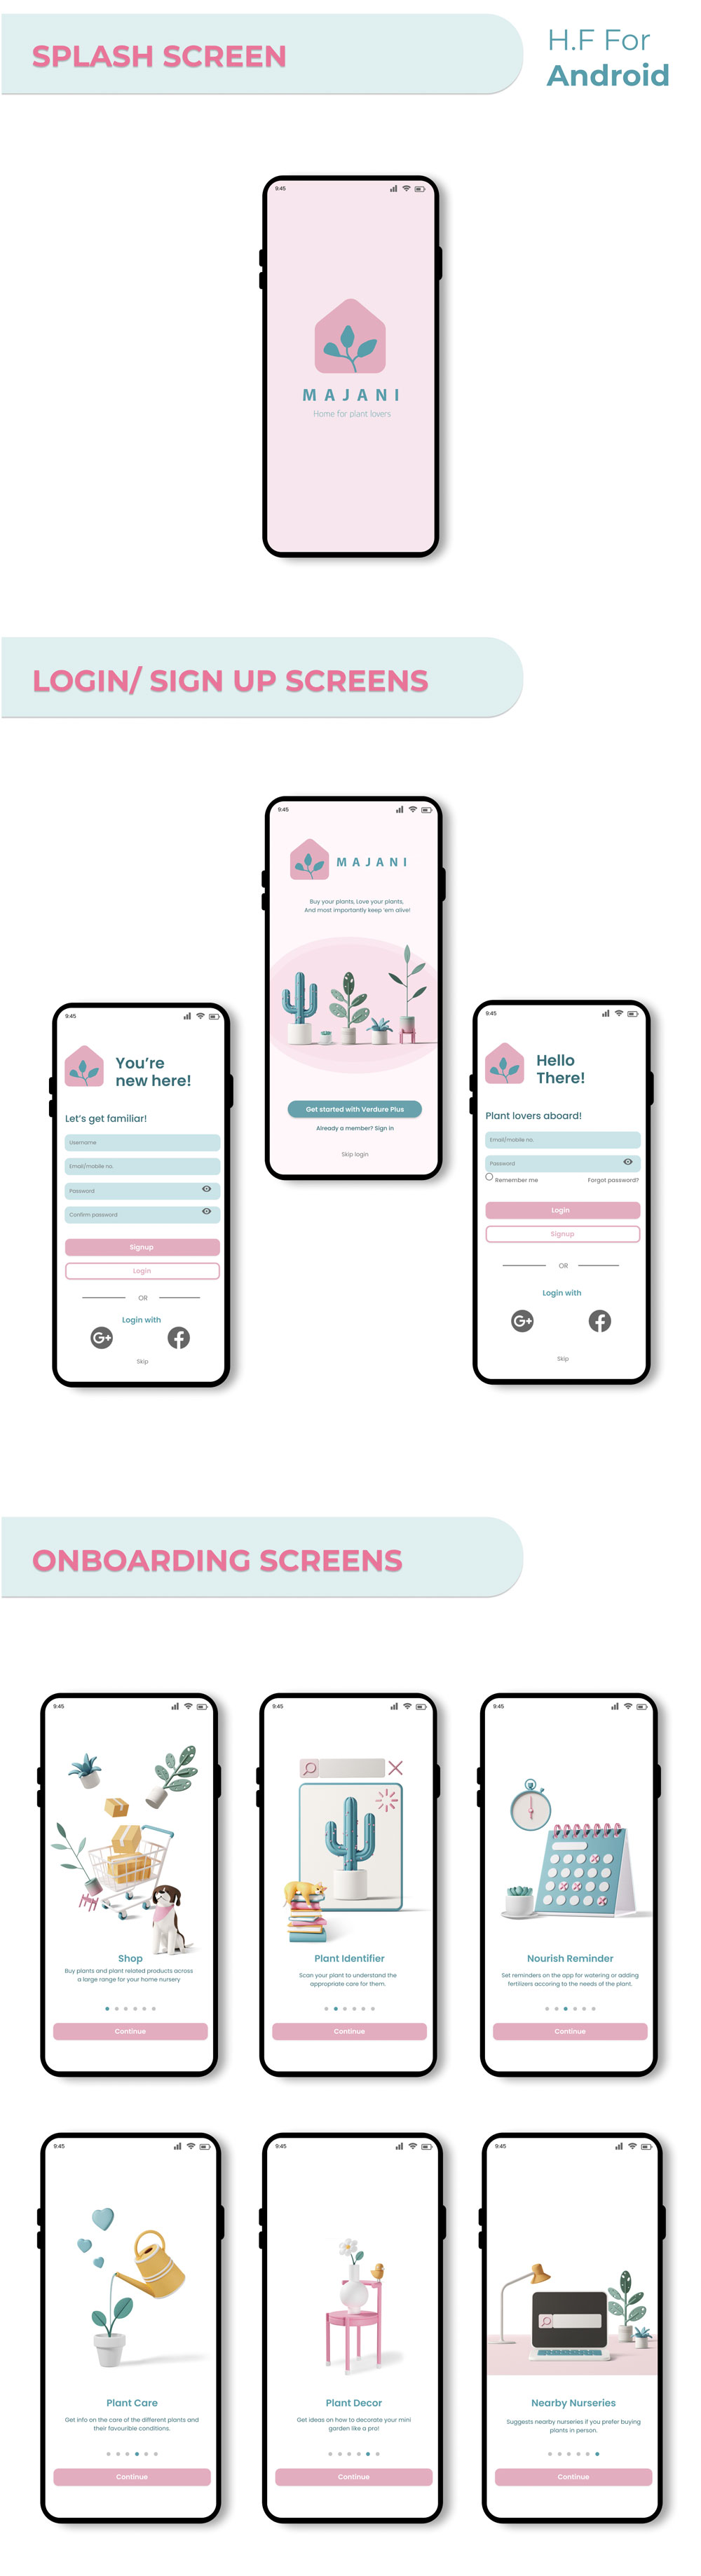 SPLASH SCREEN
H.F For
Android
9:45
MAJANI
Home for plant lovers
LOGIN/ SIGN UP SCREENS
9:45
MAJANI
Buy your plants, Love your plants,
And most importantly keep 'em alive!
Get started with Verdure Plus
Already a member? Sign in
Skip login
9:45
You're
new here!
Let's get familiar!
Username
Email/mobile no.
Password
Confirm password
Signup
Login
OR
Login with
G+
f
Skip
9:45
Hello
There!
Plant lovers aboard!
Email/mobile no.
Password
Remember me
Forgot password?
Login
Signup
OR
Login with
G+
f
Skip
ONBOARDING SCREENS
9:45
Shop
Buy plants and plant related products across
a large range for your home nursery
Continue
9:45
Plant Identifier
Scan your plant to understand the
appropriate care for them.
Continue
9:45
Nourish Reminder
Set reminders on the app for watering or adding
fertilizers accoring to the needs of the plant.
Continue
9:45
Plant Care
Get info on the care of the different plants and
their favourible conditions.
Continue
9:45
Plant Decor
Get ideas on how to decorate your mini
garden like a pro!
Continue
9:45
Nearby Nurseries
Suggests nearby nurseries if you prefer buying
plants in person.
Continue